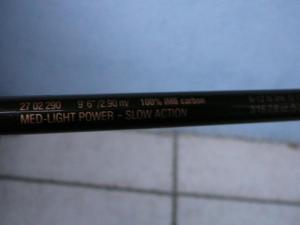 27 02 290 9' 6" / 2.90 m/ 100% IM6 carbon
MED-LIGHT POWER - SLOW ACTION